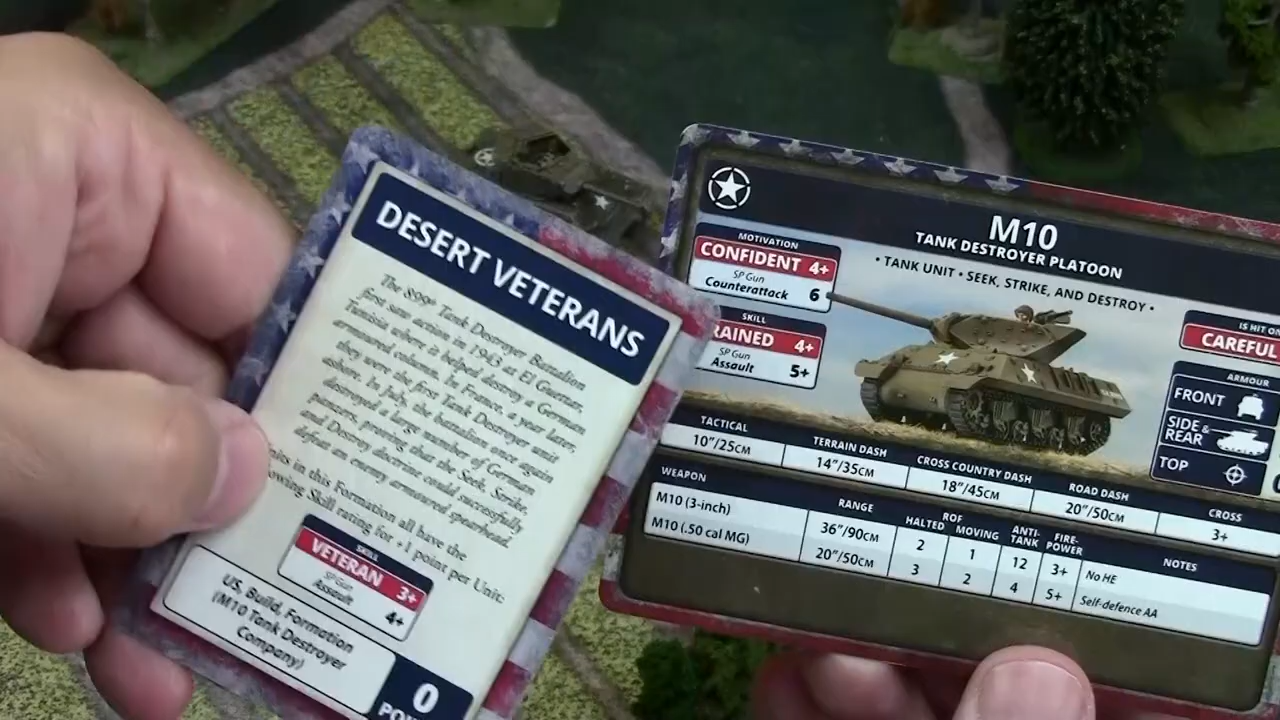 DESERT VETERANS
The 899th Tank Destroyer Battalion
first saw action in 1943 at El Guettar,
Tunisia where it helped destroy a German
armoured column. In France, a year later,
they were the first Tank Destroyer unit
ashore. In July, the battalion once again
destroyed a large number of German
panzers, proving that the Seek, Strike,
and Destroy doctrine could successfully
defeat an enemy armoured spearhead.
in this Formation all have the
Skill rating for +1 point per Unit:
SKILL
VETERAN 3+
SP Gun
Assault 4+
US, Build, Formation
(M10 Tank Destroyer
Company)
0
M10
TANK DESTROYER PLATOON
• TANK UNIT • SEEK, STRIKE, AND DESTROY •
MOTIVATION
CONFIDENT 4+
SP Gun
Counterattack 6
SKILL
RAINED 4+
SP Gun
Assault 5+
IS HIT ON
CAREFUL
ARMOUR
FRONT
SIDE &
REAR
TOP
TACTICAL TERRAIN DASH CROSS COUNTRY DASH ROAD DASH CROSS
10"/25CM 14"/35CM 18"/45CM 20"/50CM 3+
WEAPON RANGE ROF HALTED MOVING ANTI-TANK FIRE-POWER NOTES
M10 (3-inch) 36"/90CM 2 1 12 3+ No HE
M10 (.50 cal MG) 20"/50CM 3 2 4 5+ Self-defence AA